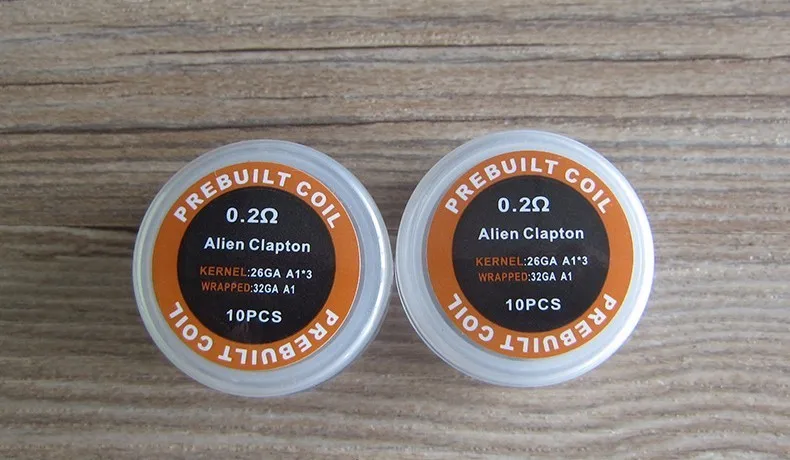 PREBUILT COIL
0.2Ω
Alien Clapton
KERNEL:26GA A1*3
WRAPPED:32GA A1
10PCS
PREBUILT COIL
PREBUILT COIL
0.2Ω
Alien Clapton
KERNEL:26GA A1*3
WRAPPED:32GA A1
10PCS
PREBUILT COIL